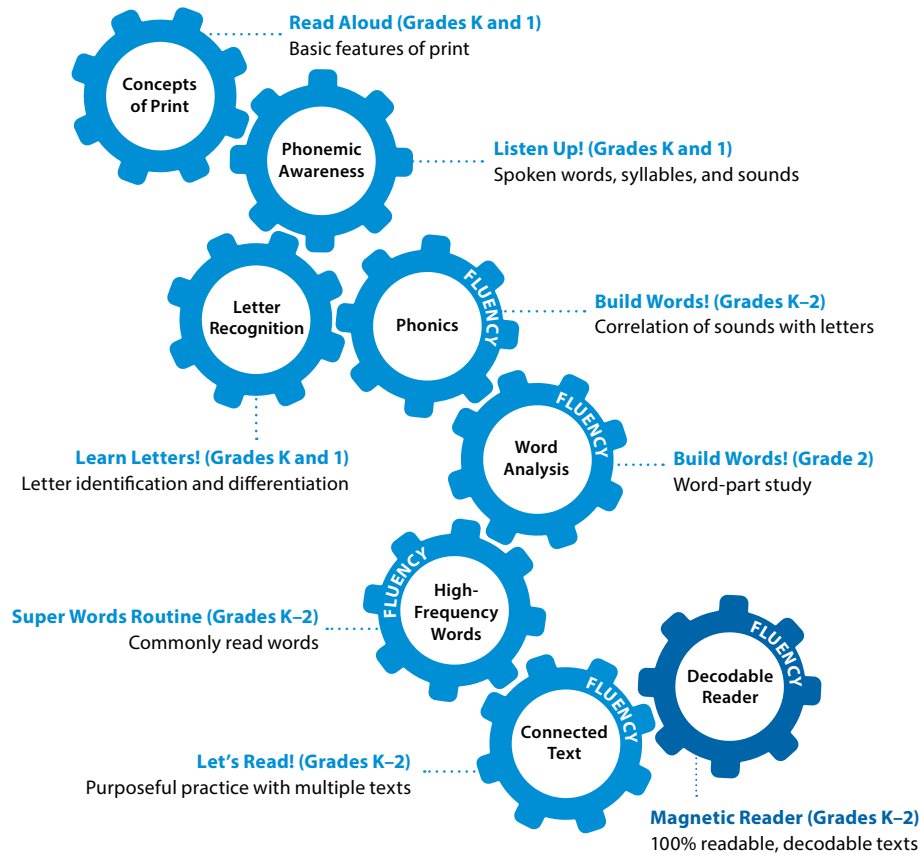 Read Aloud (Grades K and 1)
Basic features of print
Concepts
of Print
Phonemic
Awareness
Listen Up! (Grades K and 1)
Spoken words, syllables, and sounds
Letter
Recognition
Phonics
FLUENCY
Build Words! (Grades K–2)
Correlation of sounds with letters
Learn Letters! (Grades K and 1)
Letter identification and differentiation
Word
Analysis
FLUENCY
Build Words! (Grade 2)
Word-part study
Super Words Routine (Grades K–2)
Commonly read words
FLUENCY
High-
Frequency
Words
Let’s Read! (Grades K–2)
Purposeful practice with multiple texts
Connected
Text
FLUENCY
Decodable
Reader
FLUENCY
Magnetic Reader (Grades K–2)
100% readable, decodable texts